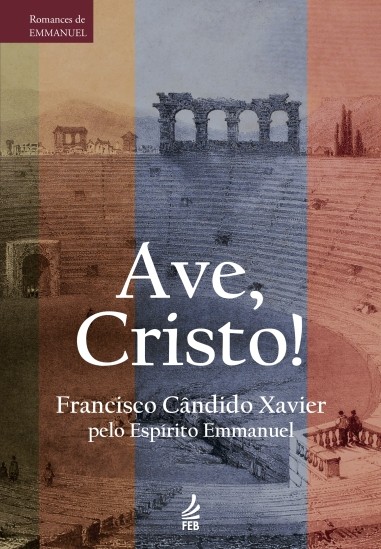 Romances de
EMMANUEL
Ave,
Cristo!
Francisco Cândido Xavier
pelo Espírito Emmanuel
FEB